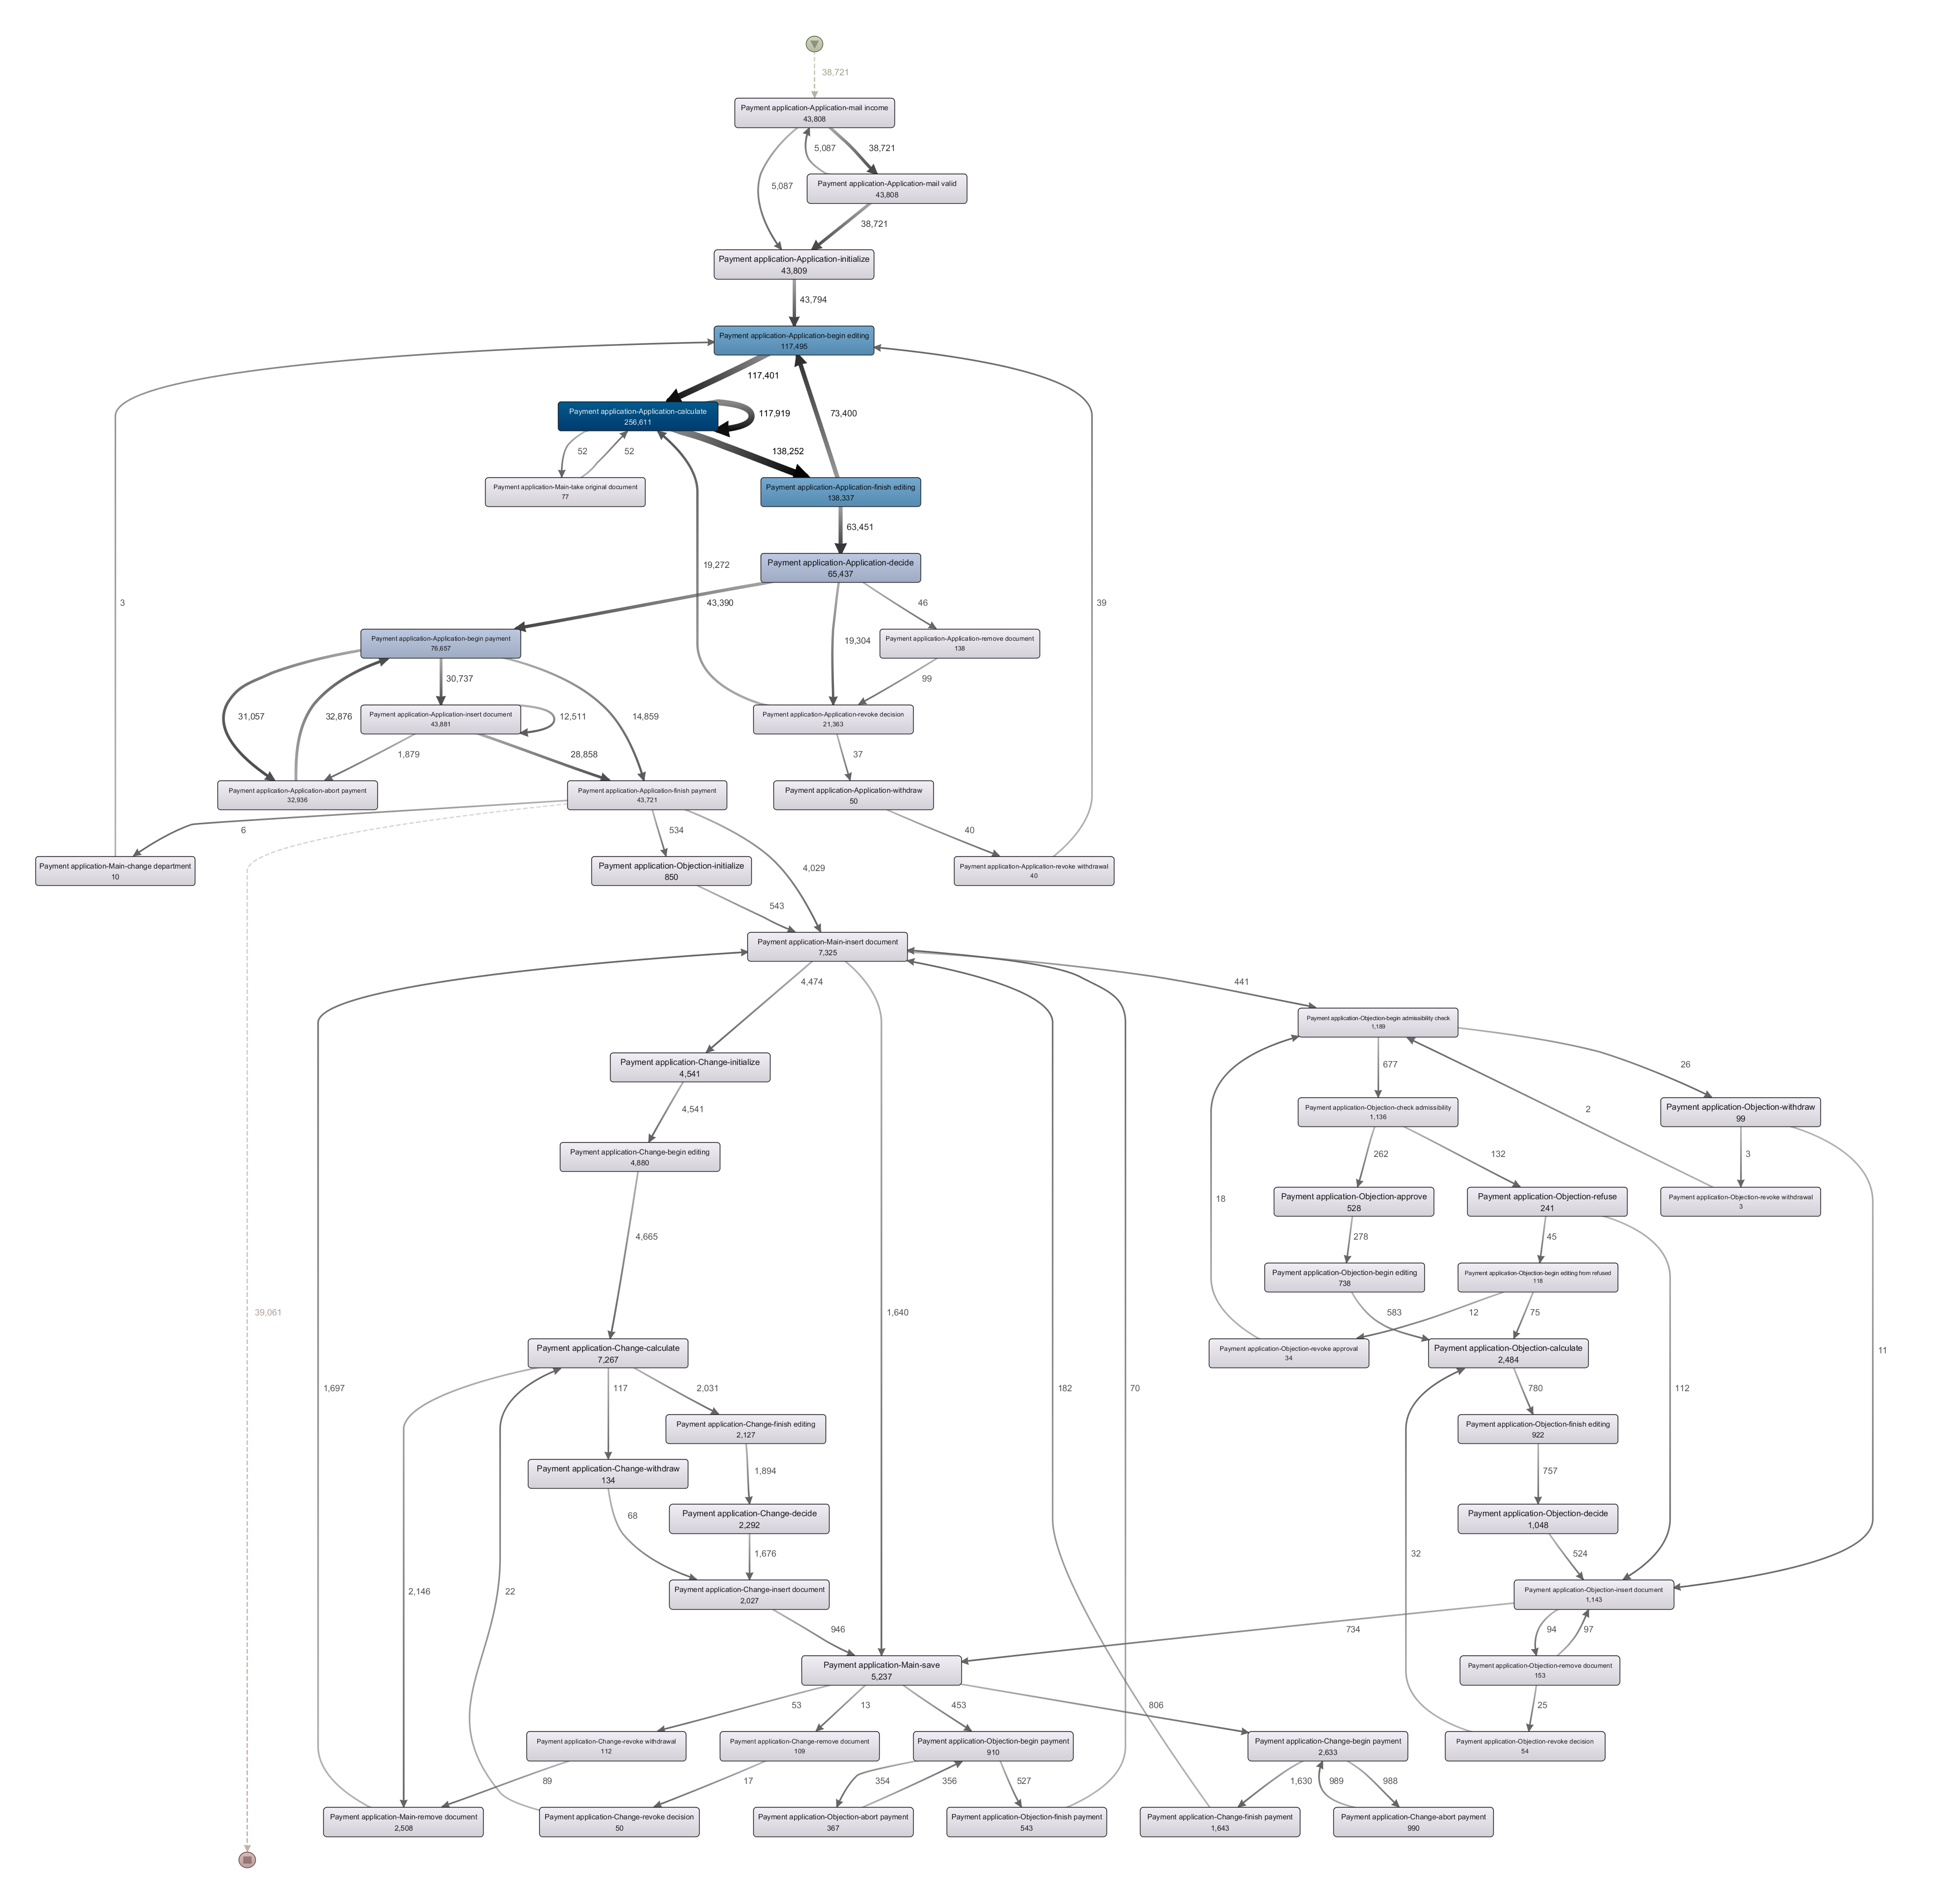 38,721
Payment application-Application-mail income
43,808
5,087
38,721
5,087
Payment application-Application-mail valid
43,808
38,721
Payment application-Application-initialize
43,809
43,794
Payment application-Application-begin editing
117,495
117,401
Payment application-Application-calculate
256,611
117,919
73,400
52
52
138,252
Payment application-Main-take original document
77
Payment application-Application-finish editing
138,337
63,451
Payment application-Application-decide
65,437
19,272
3
43,390
46
39
Payment application-Application-begin payment
76,657
19,304
Payment application-Application-remove document
138
30,737
99
31,057
32,876
Payment application-Application-insert document
43,881
12,511
14,859
Payment application-Application-revoke decision
21,363
1,879
28,858
37
Payment application-Application-abort payment
32,936
Payment application-Application-finish payment
43,721
Payment application-Application-withdraw
50
6
534
40
4,029
Payment application-Main-change department
10
Payment application-Objection-initialize
850
Payment application-Application-revoke withdrawal
40
543
Payment application-Main-insert document
7,325
4,474
441
Payment application-Objection-begin admissibility check
1,189
Payment application-Change-initialize
4,541
677
26
4,541
2
Payment application-Objection-check admissibility
1,136
Payment application-Objection-withdraw
99
Payment application-Change-begin editing
4,880
262
132
3
18
Payment application-Objection-approve
528
Payment application-Objection-refuse
241
Payment application-Objection-revoke withdrawal
3
4,665
278
45
Payment application-Objection-begin editing
738
Payment application-Objection-begin editing from refused
118
39,061
1,640
583
12
75
Payment application-Change-calculate
7,267
Payment application-Objection-revoke approval
34
Payment application-Objection-calculate
2,484
11
1,697
117
2,031
182
70
780
112
Payment application-Change-finish editing
2,127
Payment application-Objection-finish editing
922
Payment application-Change-withdraw
134
1,894
757
Payment application-Change-decide
2,292
Payment application-Objection-decide
1,048
68
1,676
32
524
2,146
22
Payment application-Change-insert document
2,027
Payment application-Objection-insert document
1,143
946
734
94
97
Payment application-Main-save
5,237
Payment application-Objection-remove document
153
53
13
453
806
25
Payment application-Change-revoke withdrawal
112
Payment application-Change-remove document
109
Payment application-Objection-begin payment
910
Payment application-Change-begin payment
2,633
Payment application-Objection-revoke decision
54
89
17
354
356
527
1,630
989
988
Payment application-Main-remove document
2,508
Payment application-Change-revoke decision
50
Payment application-Objection-abort payment
367
Payment application-Objection-finish payment
543
Payment application-Change-finish payment
1,643
Payment application-Change-abort payment
990